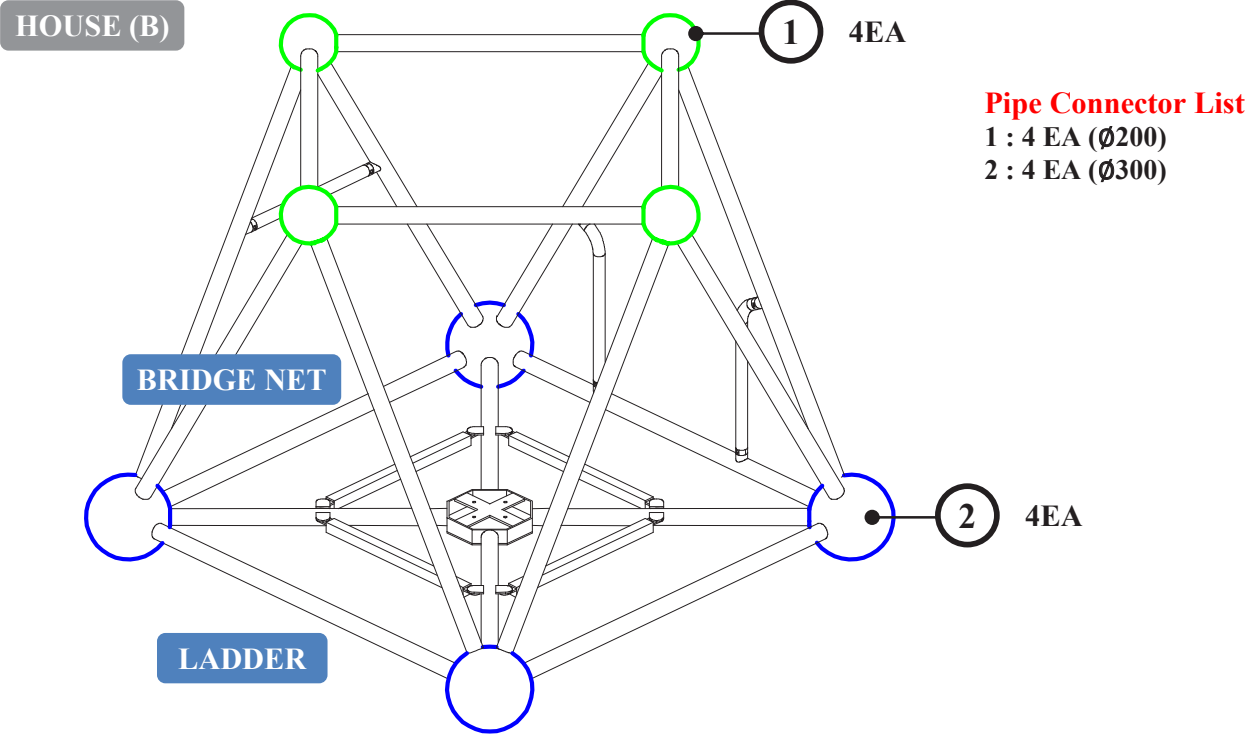 HOUSE (B)
1
4EA
Pipe Connector List
1 : 4 EA (Ø200)
2 : 4 EA (Ø300)
BRIDGE NET
2
4EA
LADDER